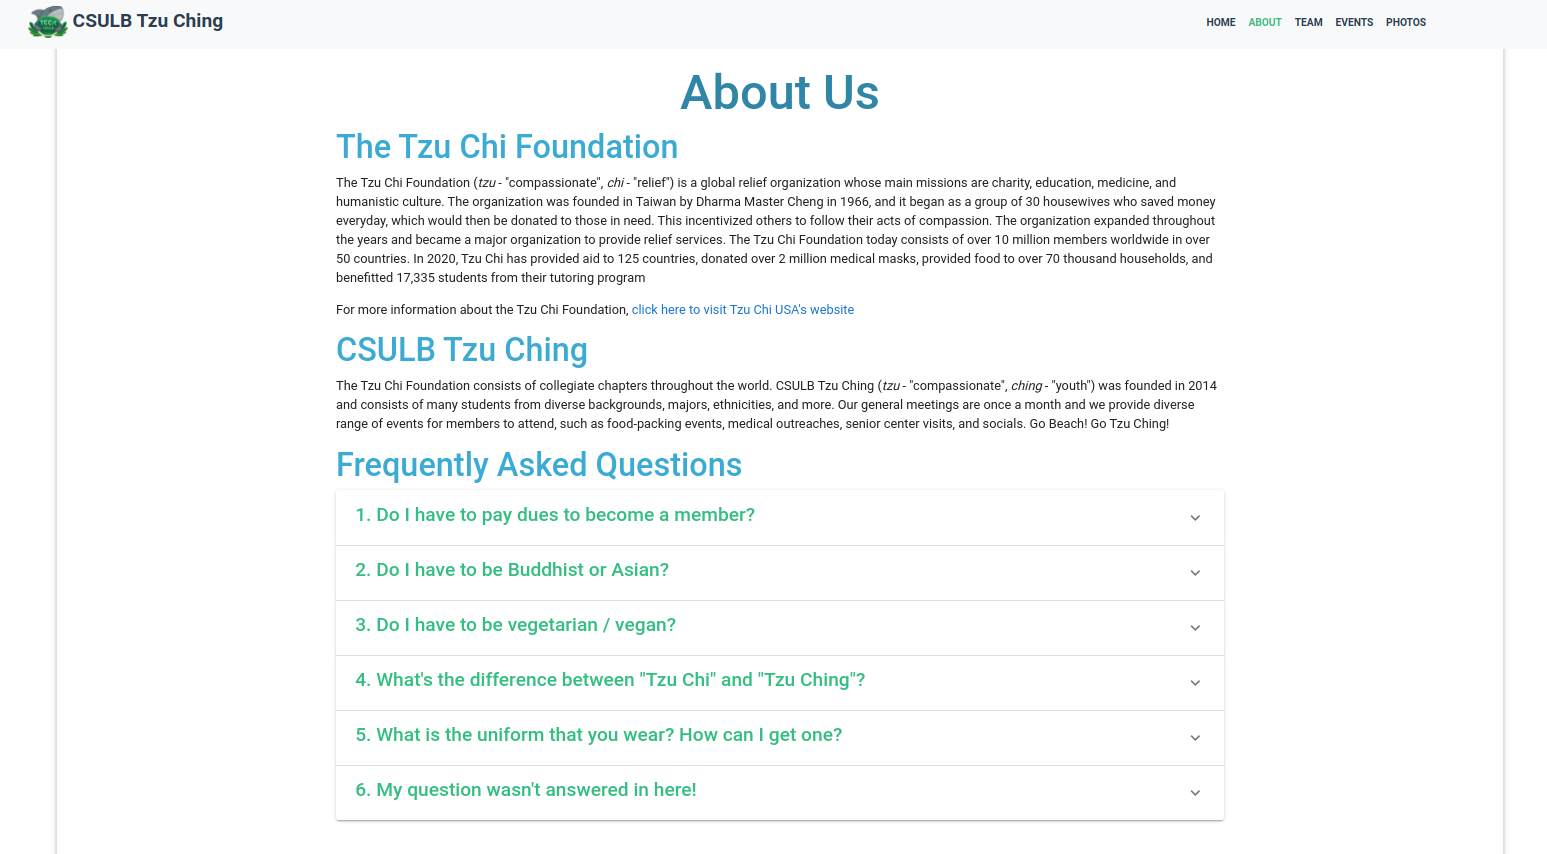 CSULB Tzu Ching
HOME ABOUT TEAM EVENTS PHOTOS
About Us
The Tzu Chi Foundation
The Tzu Chi Foundation (tzu - "compassionate", chi - "relief") is a global relief organization whose main missions are charity, education, medicine, and
humanistic culture. The organization was founded in Taiwan by Dharma Master Cheng in 1966, and it began as a group of 30 housewives who saved money
everyday, which would then be donated to those in need. This incentivized others to follow their acts of compassion. The organization expanded throughout
the years and became a major organization to provide relief services. The Tzu Chi Foundation today consists of over 10 million members worldwide in over
50 countries. In 2020, Tzu Chi has provided aid to 125 countries, donated over 2 million medical masks, provided food to over 70 thousand households, and
benefitted 17,335 students from their tutoring program
For more information about the Tzu Chi Foundation, click here to visit Tzu Chi USA's website
CSULB Tzu Ching
The Tzu Chi Foundation consists of collegiate chapters throughout the world. CSULB Tzu Ching (tzu - "compassionate", ching - "youth") was founded in 2014
and consists of many students from diverse backgrounds, majors, ethnicities, and more. Our general meetings are once a month and we provide diverse
range of events for members to attend, such as food-packing events, medical outreaches, senior center visits, and socials. Go Beach! Go Tzu Ching!
Frequently Asked Questions
1. Do I have to pay dues to become a member?
2. Do I have to be Buddhist or Asian?
3. Do I have to be vegetarian / vegan?
4. What's the difference between "Tzu Chi" and "Tzu Ching"?
5. What is the uniform that you wear? How can I get one?
6. My question wasn't answered in here!